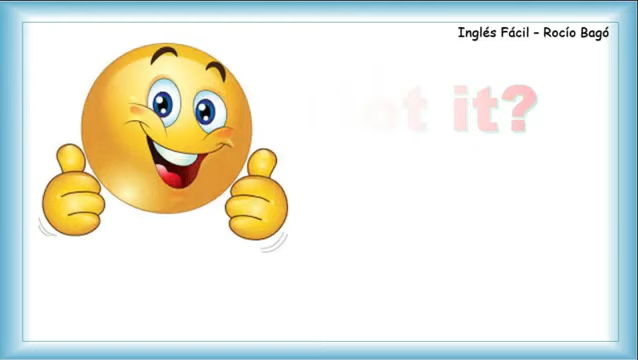 Inglés Fácil – Rocío Bagó
it?